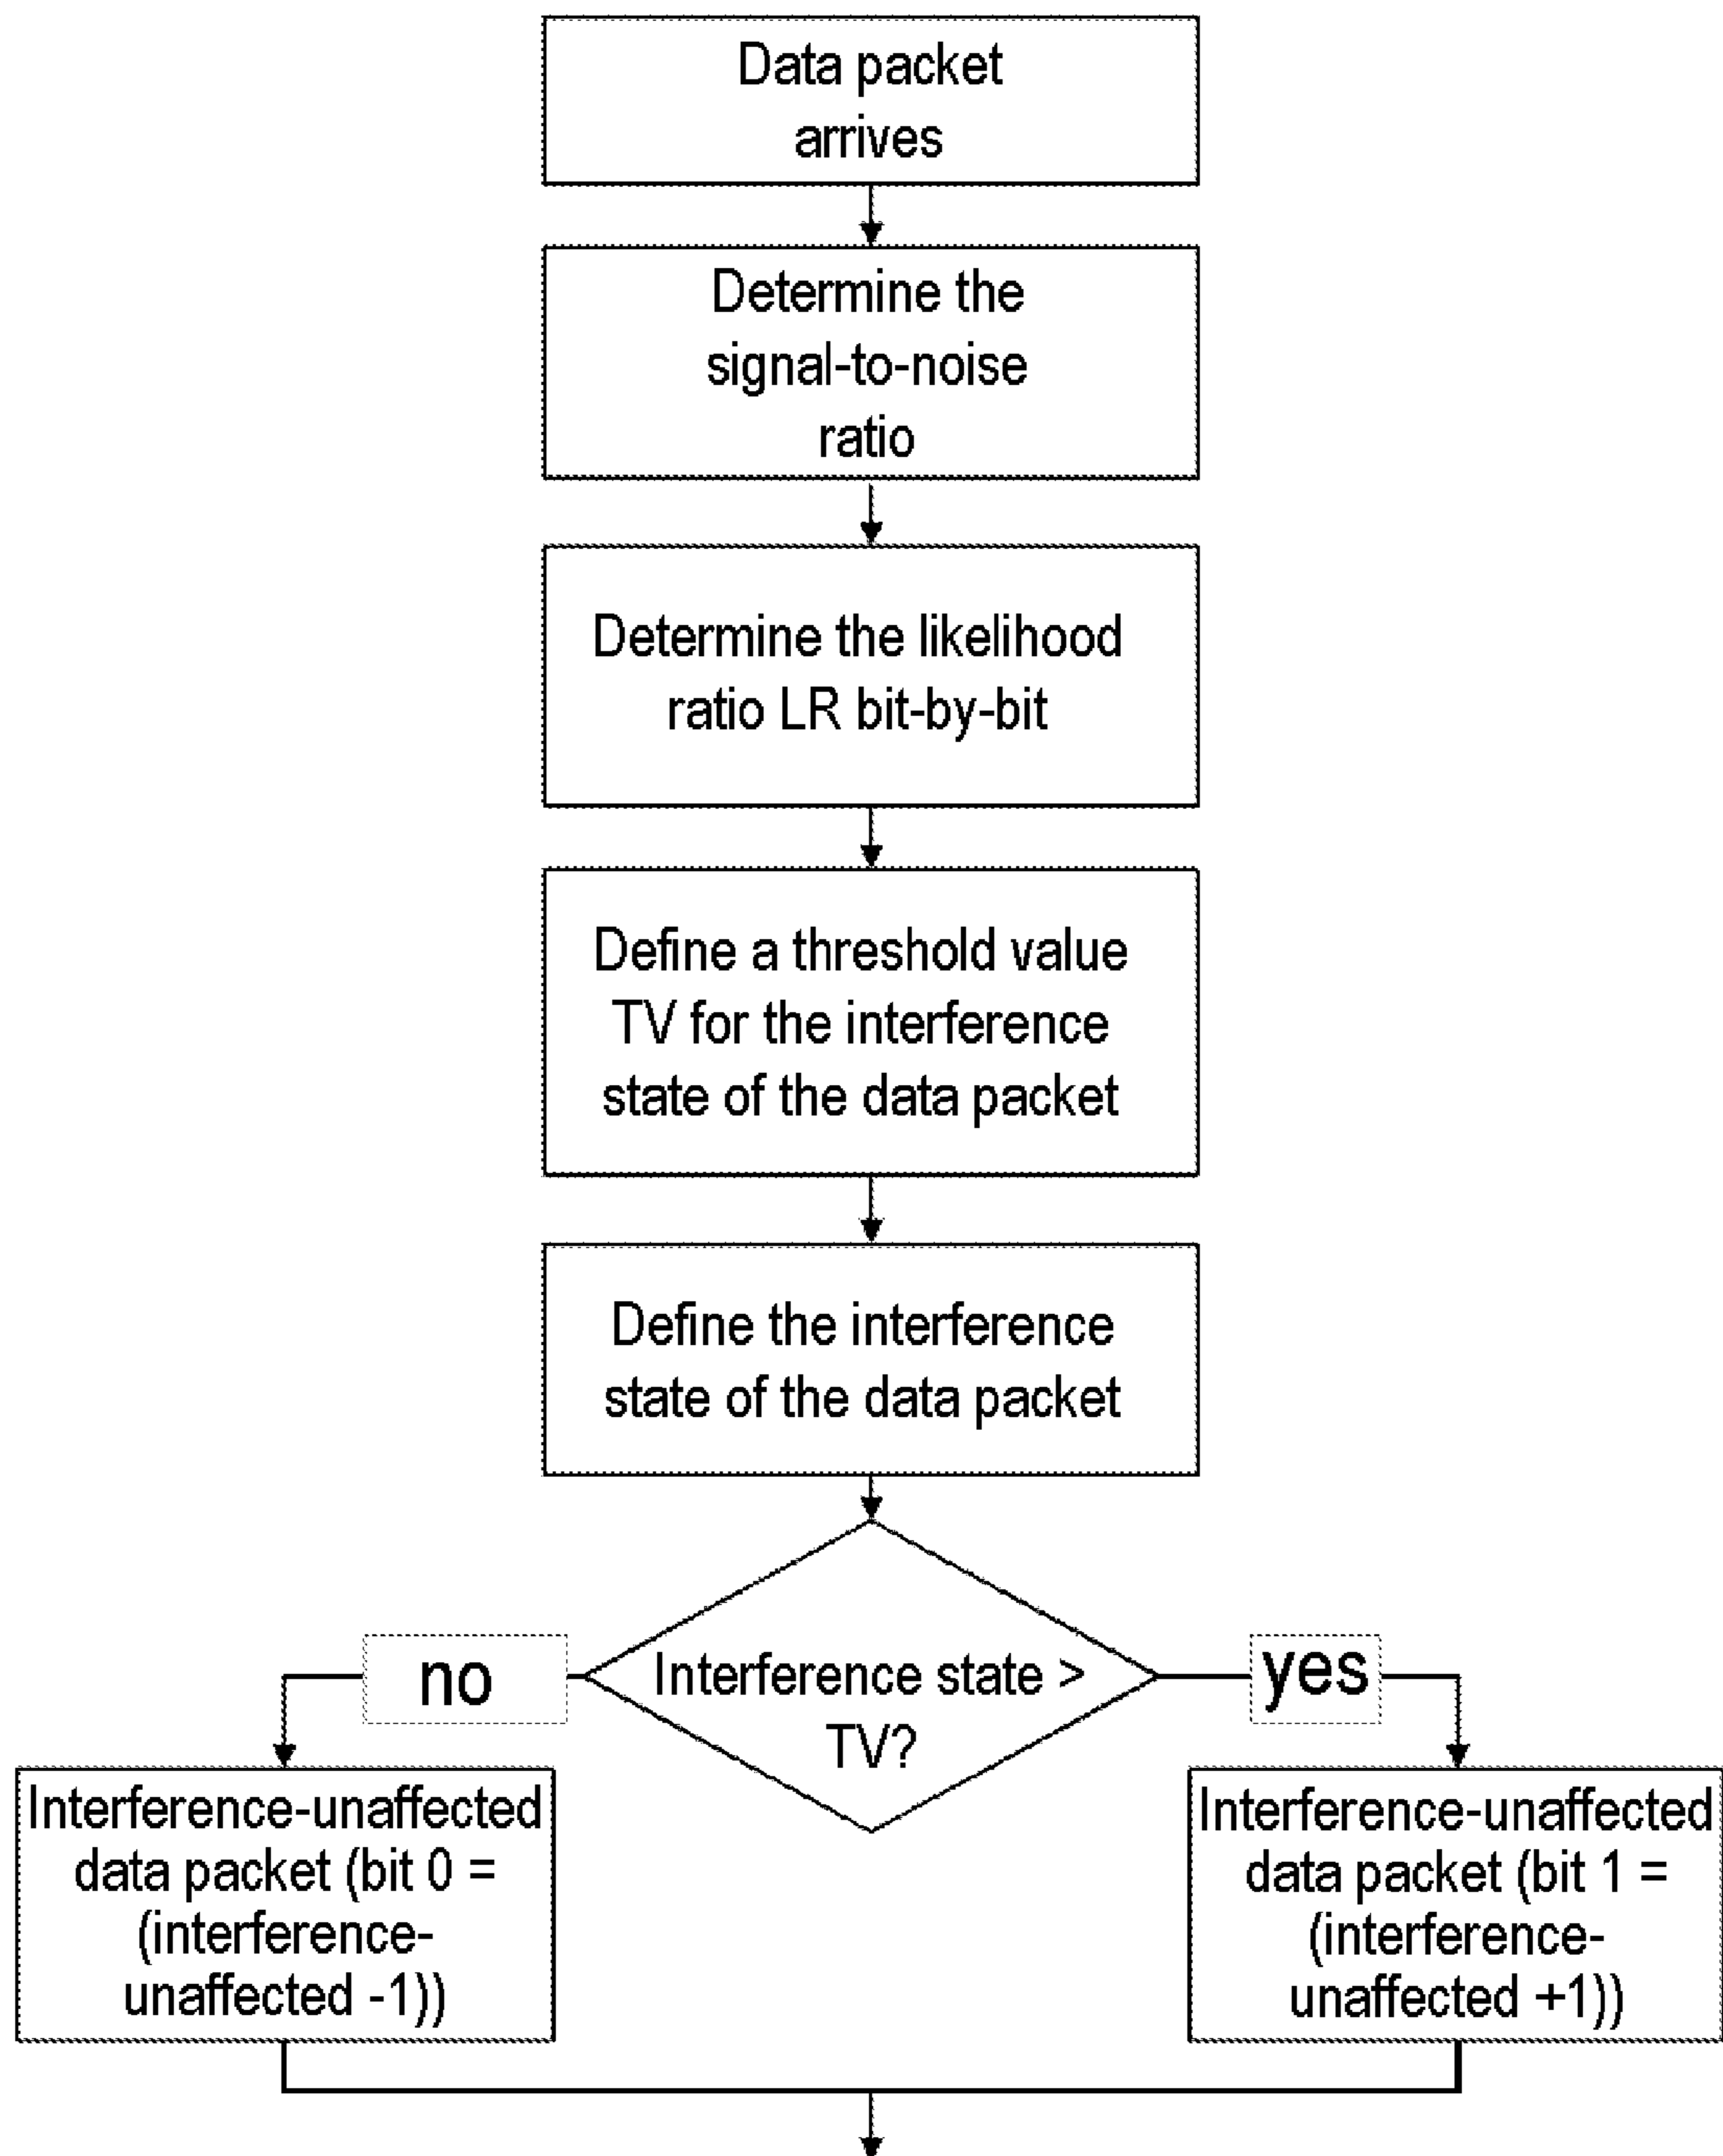 Data packet
arrives
Determine the
signal-to-noise
ratio
Determine the likelihood
ratio LR bit-by-bit
Define a threshold value
TV for the interference
state of the data packet
Define the interference
state of the data packet
Interference state >
TV?
no
yes
Interference-unaffected
data packet (bit 0 =
(interference-
unaffected -1))
Interference-unaffected
data packet (bit 1 =
(interference-
unaffected +1))